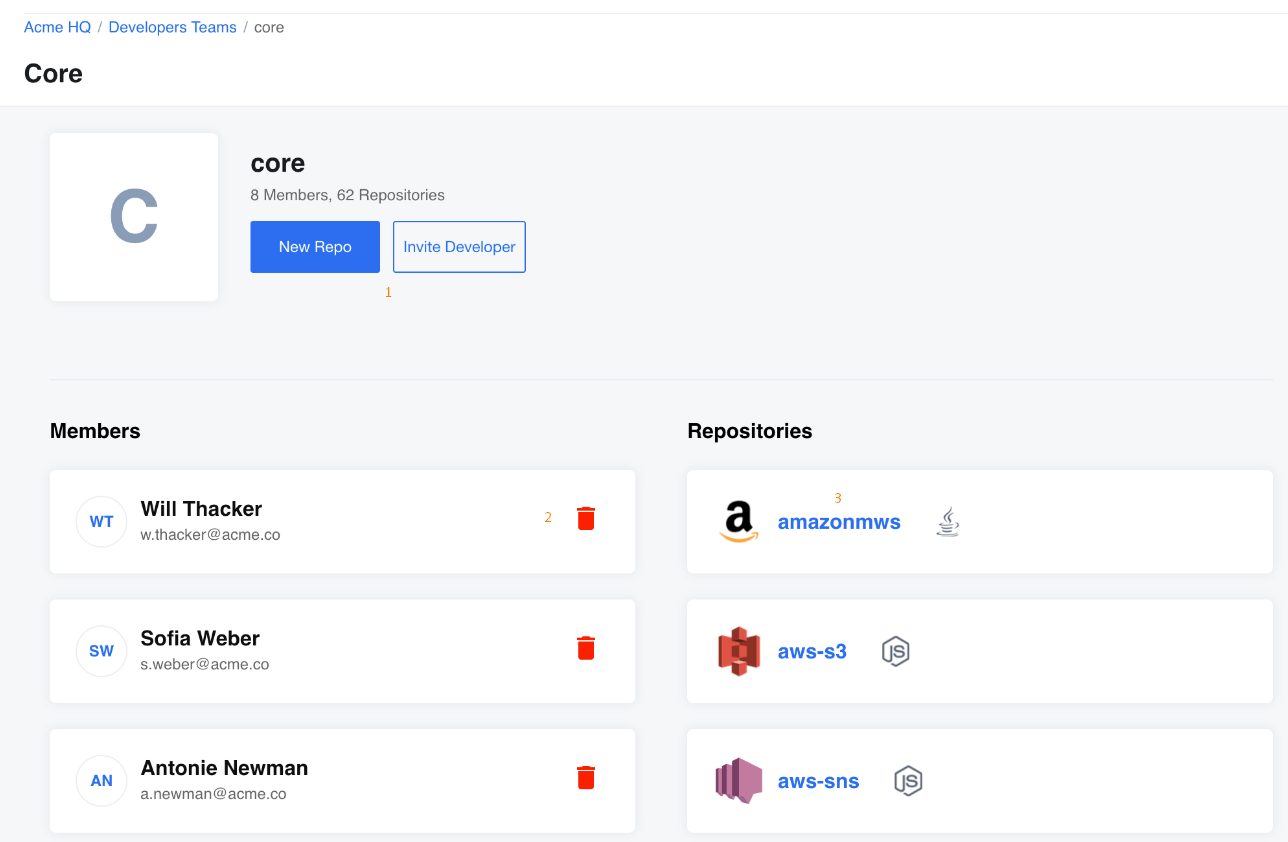 Acme HQ / Developers Teams / core
Core
C
core
8 Members, 62 Repositories
New Repo
Invite Developer
1
Members
WT
Will Thacker
w.thacker@acme.co
2
SW
Sofia Weber
s.weber@acme.co
AN
Antonie Newman
a.newman@acme.co
Repositories
a
3
amazonmws
aws-s3
JS
aws-sns
JS